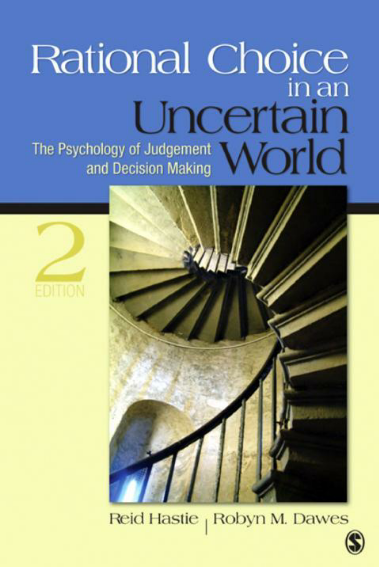 Rational Choice
in an
Uncertain
The Psychology of Judgement
and Decision Making
World
2
EDITION
Reid Hastie | Robyn M. Dawes
S